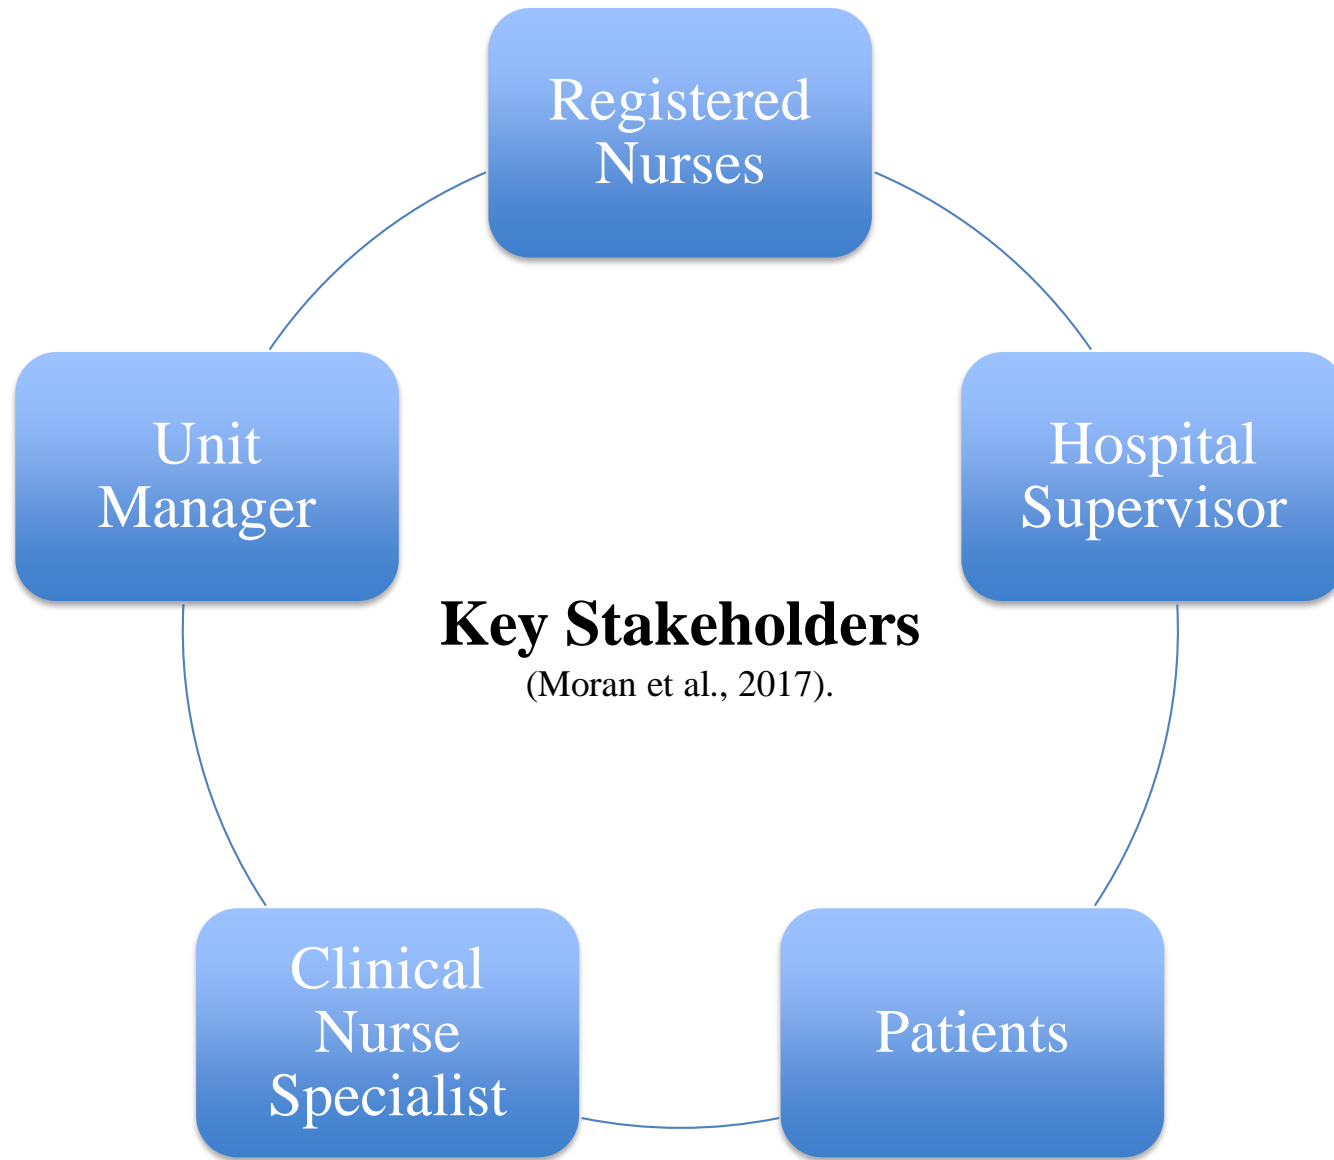 Registered
Nurses
Unit
Manager
Hospital
Supervisor
Key Stakeholders
(Moran et al., 2017).
Clinical
Nurse
Specialist
Patients